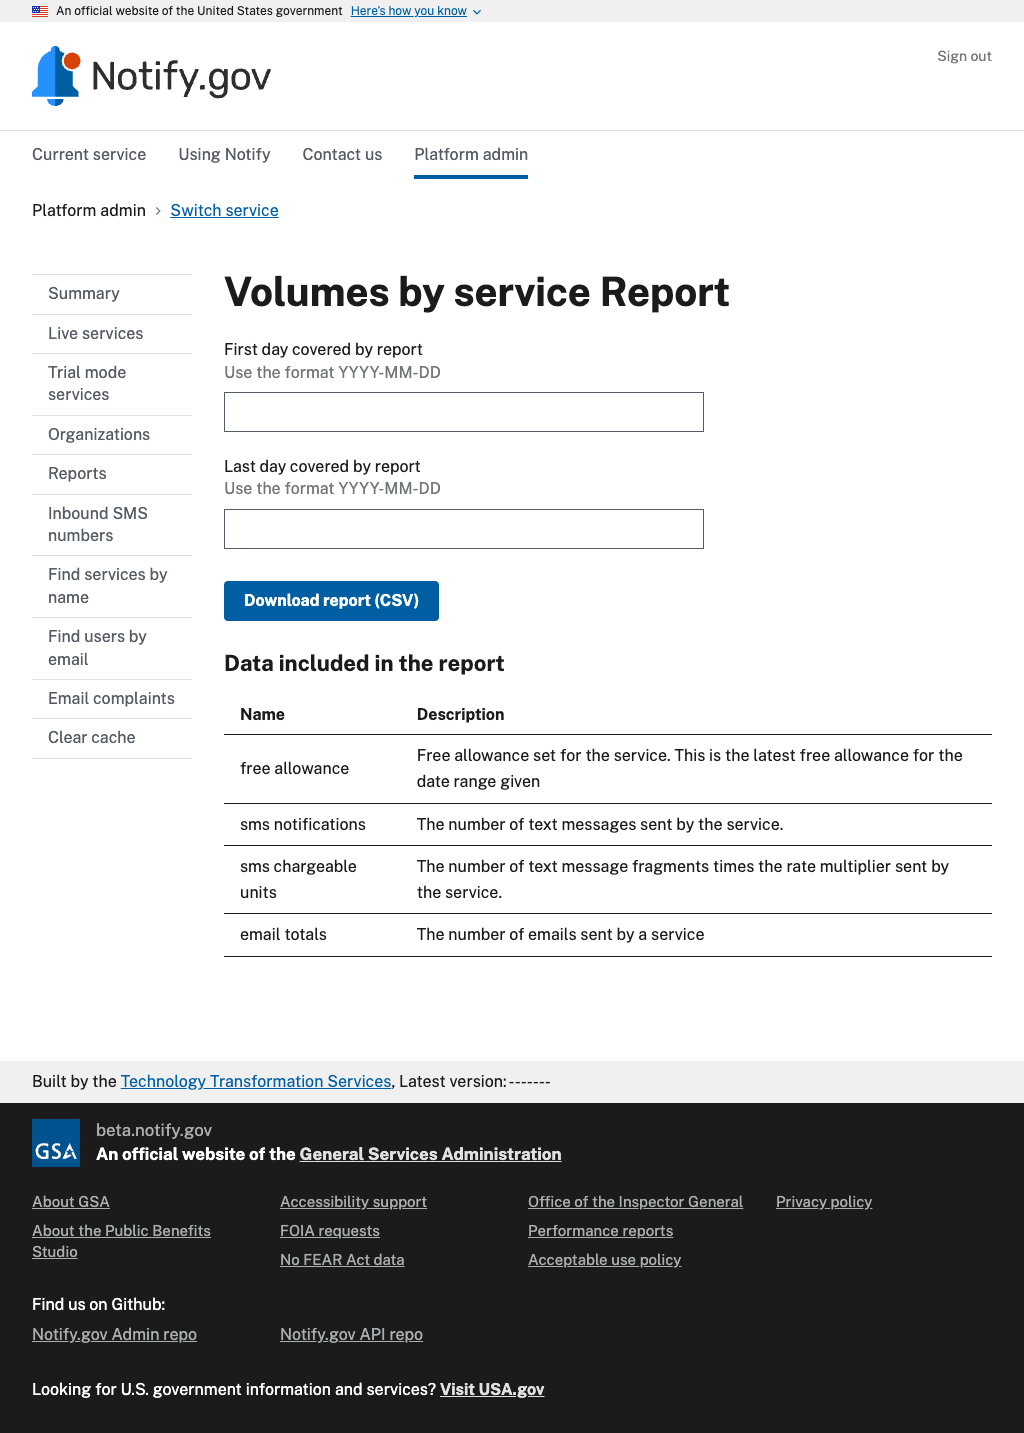 An official website of the United States government Here's how you know
Notify.gov
Sign out
Current service Using Notify Contact us Platform admin
Platform admin Switch service
Summary
Live services
Trial mode
services
Organizations
Reports
Inbound SMS
numbers
Find services by
name
Find users by
email
Email complaints
Clear cache
Volumes by service Report
First day covered by report
Use the format YYYY-MM-DD
Last day covered by report
Use the format YYYY-MM-DD
Download report (CSV)
Data included in the report
Name Description
free allowance Free allowance set for the service. This is the latest free allowance for the
date range given
sms notifications The number of text messages sent by the service.
sms chargeable The number of text message fragments times the rate multiplier sent by
units the service.
email totals The number of emails sent by a service
Built by the Technology Transformation Services, Latest version: -------
GSA
beta.notify.gov
An official website of the General Services Administration
About GSA Accessibility support Office of the Inspector General Privacy policy
About the Public Benefits FOIA requests Performance reports
Studio
No FEAR Act data Acceptable use policy
Find us on Github:
Notify.gov Admin repo Notify.gov API repo
Looking for U.S. government information and services? Visit USA.gov